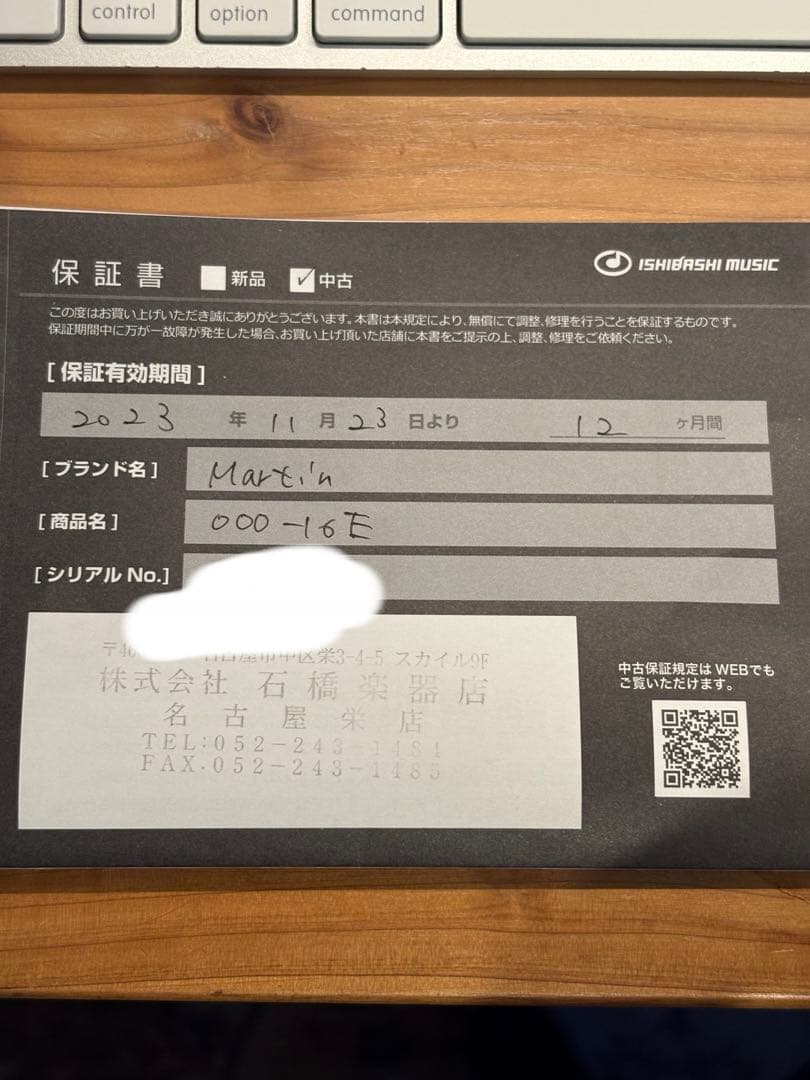 control
option
command
保証書 新品 ✓中古
ISHIBASHI MUSIC
この度はお買い上げいただき誠にありがとうございます。本書は本規定により、無償にて調整、修理を行うことを保証するものです。
保証期間中に万が一故障が発生した場合、お買い上げ頂いた店舗に本書をご提示の上、調整、修理をご依頼ください。
[保証有効期間]
2023 年 11 月 23 日より 12 ヶ月間
[ブランド名] Martin
[商品名] 000-16E
[シリアルNo.]
市中区栄3-4-5 スカイル9F
株式会社 石橋楽器店
名古屋栄店
TEL:052-243-1484
FAX.052-243-1485
中古保証規定はWEBでも
ご覧いただけます。